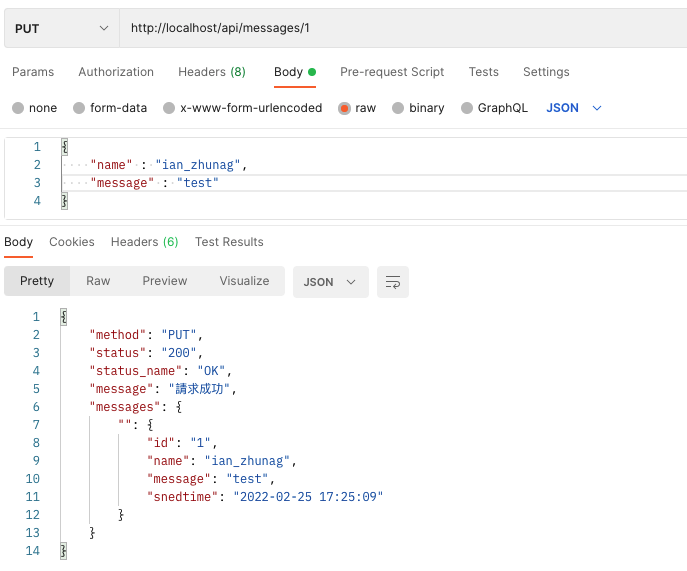 PUT http://localhost/api/messages/1
Params Authorization Headers (8) Body Pre-request Script Tests Settings
none form-data x-www-form-urlencoded raw binary GraphQL JSON
1 {
2 "name" : "ian_zhunag",
3 "message" : "test"
4 }
Body Cookies Headers (6) Test Results
Pretty Raw Preview Visualize JSON
1 {
2 "method": "PUT",
3 "status": "200",
4 "status_name": "OK",
5 "message": "請求成功",
6 "messages": {
7 "": {
8 "id": "1",
9 "name": "ian_zhunag",
10 "message": "test",
11 "snedtime": "2022-02-25 17:25:09"
12 }
13 }
14 }